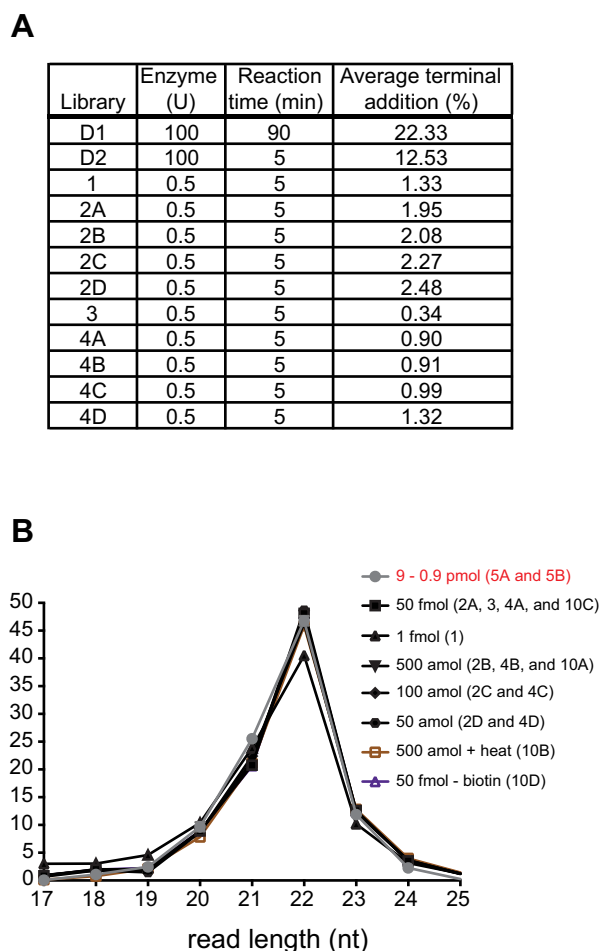 A
Library Enzyme (U) Reaction time (min) Average terminal addition (%)
D1 100 90 22.33
D2 100 5 12.53
1 0.5 5 1.33
2A 0.5 5 1.95
2B 0.5 5 2.08
2C 0.5 5 2.27
2D 0.5 5 2.48
3 0.5 5 0.34
4A 0.5 5 0.90
4B 0.5 5 0.91
4C 0.5 5 0.99
4D 0.5 5 1.32
B
9 - 0.9 pmol (5A and 5B)
50 fmol (2A, 3, 4A, and 10C)
1 fmol (1)
500 amol (2B, 4B, and 10A)
100 amol (2C and 4C)
50 amol (2D and 4D)
500 amol + heat (10B)
50 fmol - biotin (10D)
50
45
40
35
30
25
20
15
10
5
0
17 18 19 20 21 22 23 24 25
read length (nt)